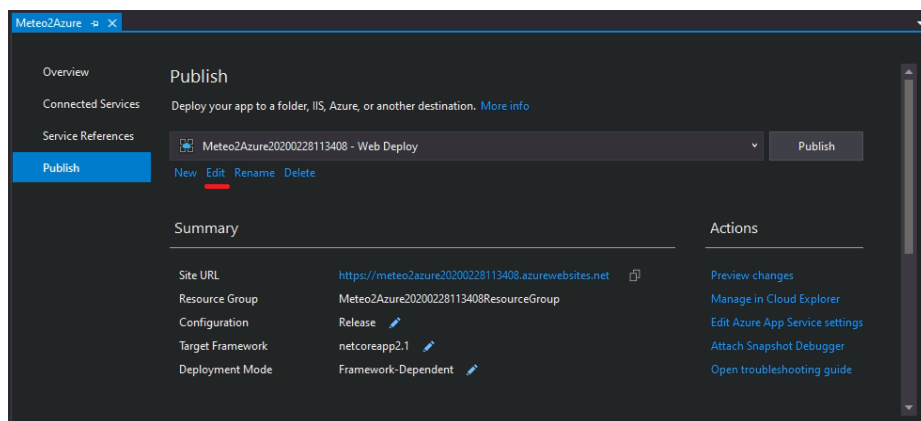 Meteo2Azure
Overview
Connected Services
Service References
Publish
Publish
Deploy your app to a folder, IIS, Azure, or another destination. More info
Meteo2Azure20200228113408 - Web Deploy
Publish
New Edit Rename Delete
Summary
Site URL https://meteo2azure20200228113408.azurewebsites.net
Resource Group Meteo2Azure20200228113408ResourceGroup
Configuration Release
Target Framework netcoreapp2.1
Deployment Mode Framework-Dependent
Actions
Preview changes
Manage in Cloud Explorer
Edit Azure App Service settings
Attach Snapshot Debugger
Open troubleshooting guide